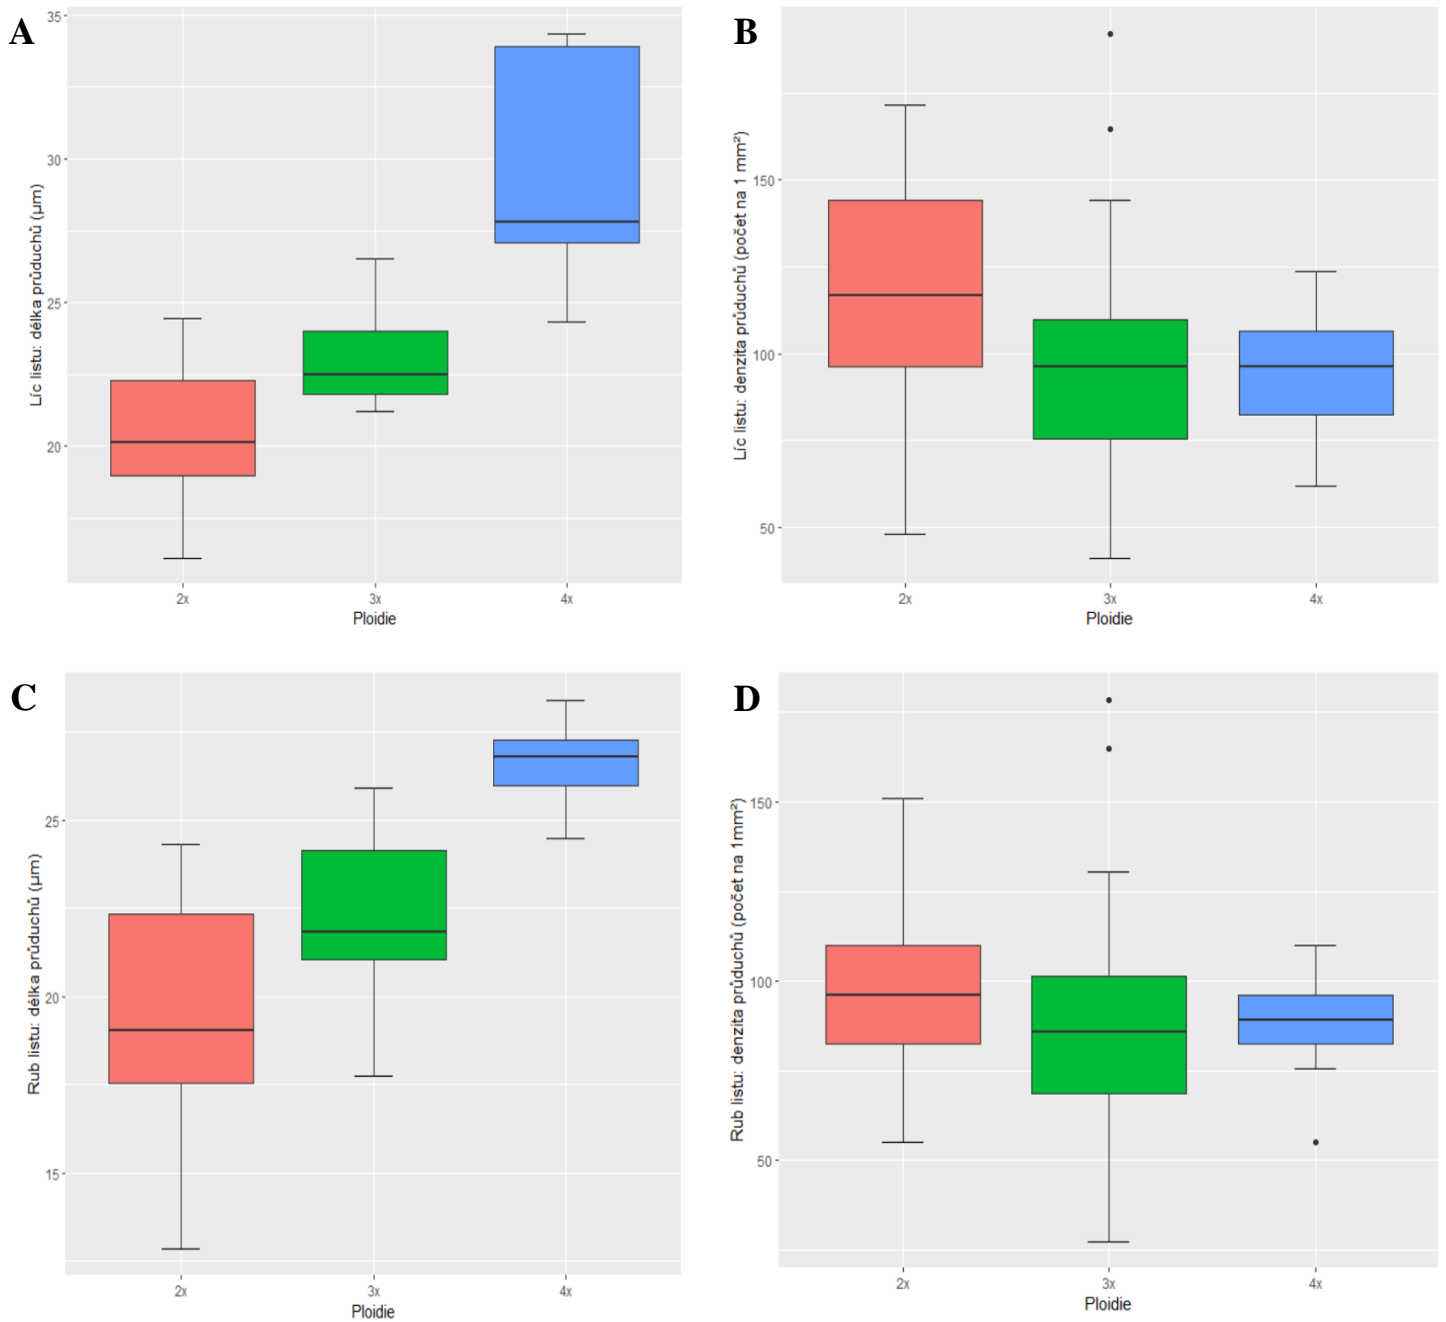 A
Líc listu: délka průduchů (µm)
35
30
25
20
2x
3x
4x
Ploidie
B
Líc listu: denzita průduchů (počet na 1 mm²)
150
100
50
2x
3x
4x
Ploidie
C
Rub listu: délka průduchů (µm)
25
20
15
2x
3x
4x
Ploidie
D
Rub listu: denzita průduchů (počet na 1mm²)
150
100
50
2x
3x
4x
Ploidie